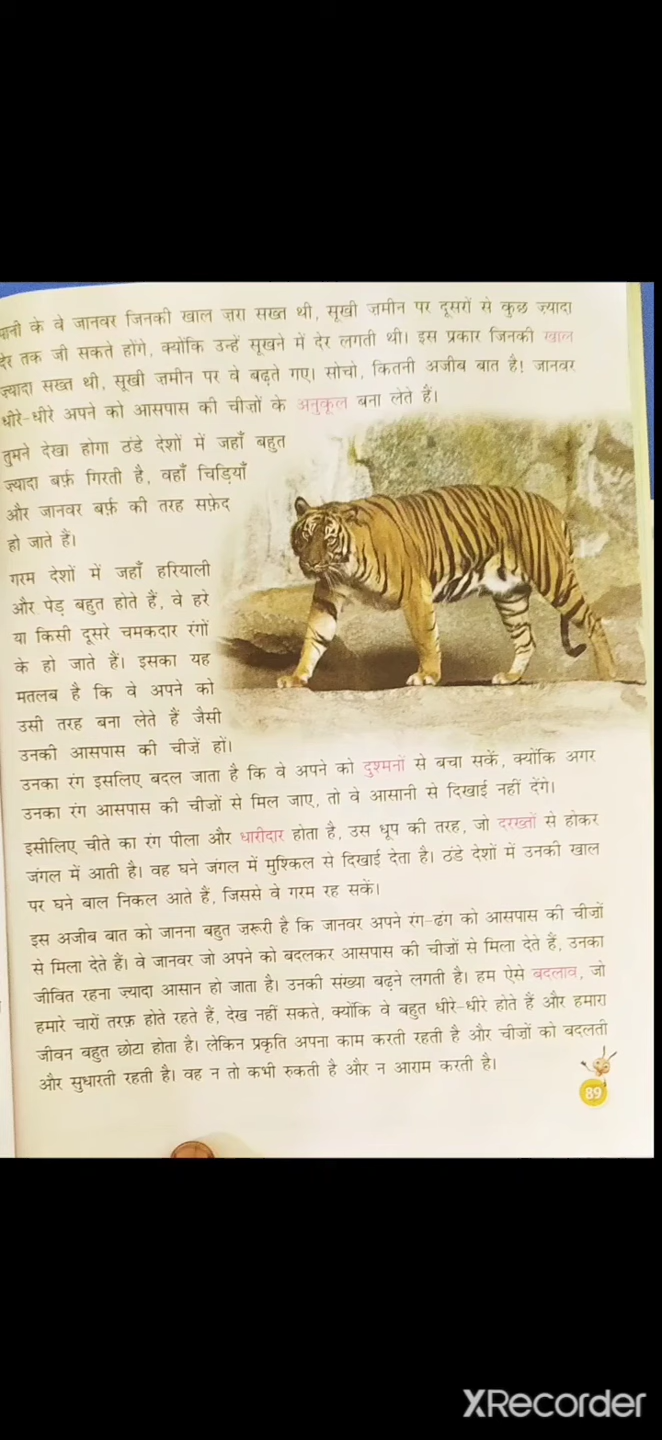 पानी के वे जानवर जिनकी खाल ज़रा सख्त थी, सूखी ज़मीन पर दूसरों से कुछ ज़्यादा
देर तक जी सकते होंगे, क्योंकि उन्हें सूखने में देर लगती थी। इस प्रकार जिनकी खाल
ज़्यादा सख्त थी, सूखी ज़मीन पर वे बढ़ते गए। सोचो, कितनी अजीब बात है! जानवर
धीरे-धीरे अपने को आसपास की चीज़ों के अनुकूल बना लेते हैं।
तुमने देखा होगा ठंडे देशों में जहाँ बहुत
ज़्यादा बर्फ़ गिरती है, वहाँ चिड़ियाँ
और जानवर बर्फ़ की तरह सफ़ेद
हो जाते हैं।
गरम देशों में जहाँ हरियाली
और पेड़ बहुत होते हैं, वे हरे
या किसी दूसरे चमकदार रंगों
के हो जाते हैं। इसका यह
मतलब है कि वे अपने को
उसी तरह बना लेते हैं जैसी
उनकी आसपास की चीज़ें हों।
उनका रंग इसलिए बदल जाता है कि वे अपने को दुश्मनों से बचा सकें, क्योंकि अगर
उनका रंग आसपास की चीज़ों से मिल जाए, तो वे आसानी से दिखाई नहीं देंगे।
इसीलिए चीते का रंग पीला और धारीदार होता है, उस धूप की तरह, जो दरख्तों से होकर
जंगल में आती है। वह घने जंगल में मुश्किल से दिखाई देता है। ठंडे देशों में उनकी खाल
पर घने बाल निकल आते हैं, जिससे वे गरम रह सकें।
इस अजीब बात को जानना बहुत ज़रूरी है कि जानवर अपने रंग-ढंग को आसपास की चीज़ों
से मिला देते हैं। वे जानवर जो अपने को बदलकर आसपास की चीज़ों से मिला देते हैं, उनका
जीवित रहना ज़्यादा आसान हो जाता है। उनकी संख्या बढ़ने लगती है। हम ऐसे बदलाव, जो
हमारे चारों तरफ़ होते रहते हैं, देख नहीं सकते, क्योंकि वे बहुत धीरे-धीरे होते हैं और हमारा
जीवन बहुत छोटा होता है। लेकिन प्रकृति अपना काम करती रहती है और चीज़ों को बदलती
और सुधारती रहती है। वह न तो कभी रुकती है और न आराम करती है।
89
XRecorder